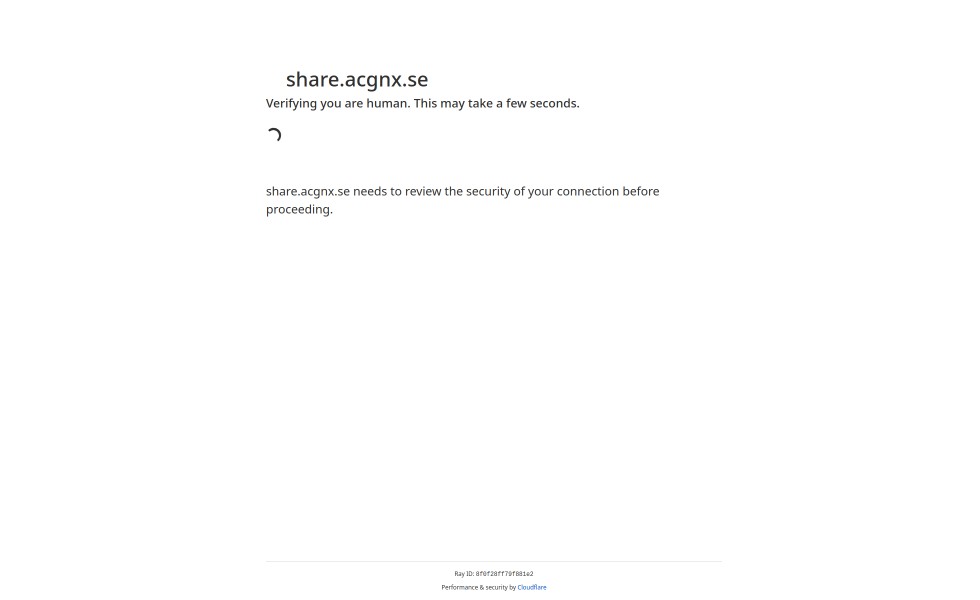 share.acgnx.se
Verifying you are human. This may take a few seconds.
share.acgnx.se needs to review the security of your connection before
proceeding.
Ray ID: 8f0f28ff79f881e2
Performance & security by Cloudflare